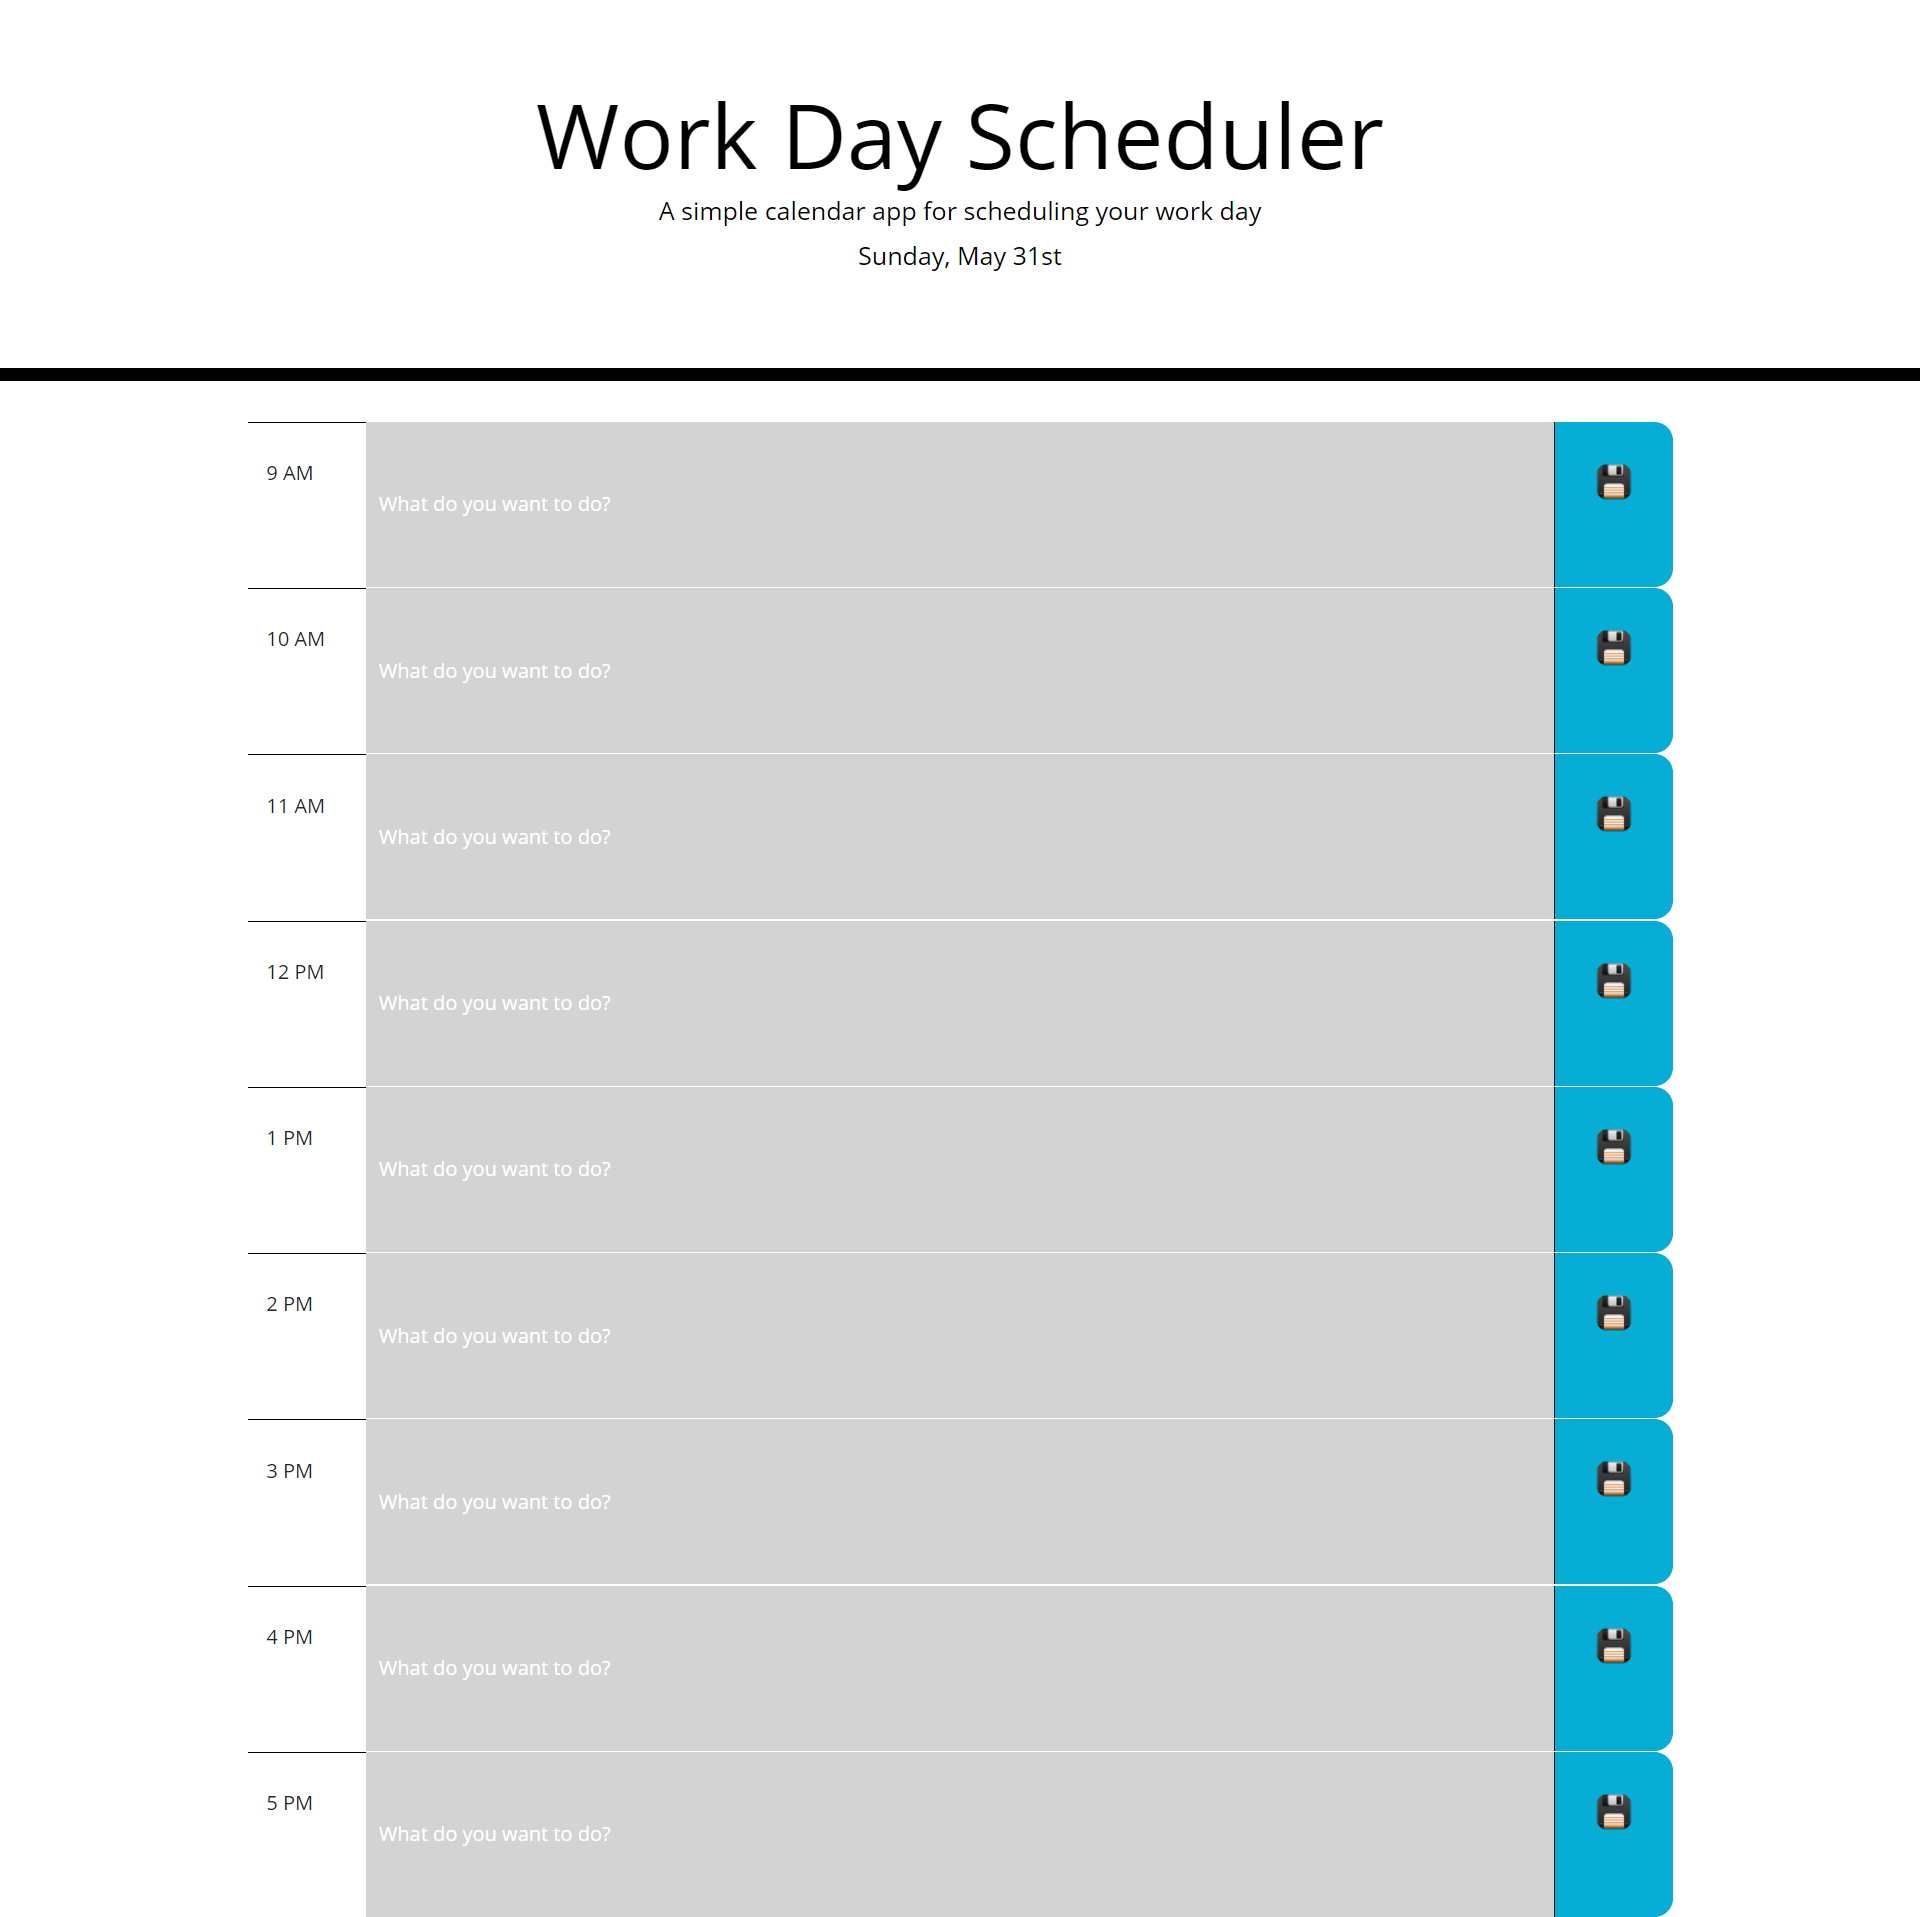 Work Day Scheduler
A simple calendar app for scheduling your work day
Sunday, May 31st
9 AM
What do you want to do?
10 AM
What do you want to do?
11 AM
What do you want to do?
12 PM
What do you want to do?
1 PM
What do you want to do?
2 PM
What do you want to do?
3 PM
What do you want to do?
4 PM
What do you want to do?
5 PM
What do you want to do?